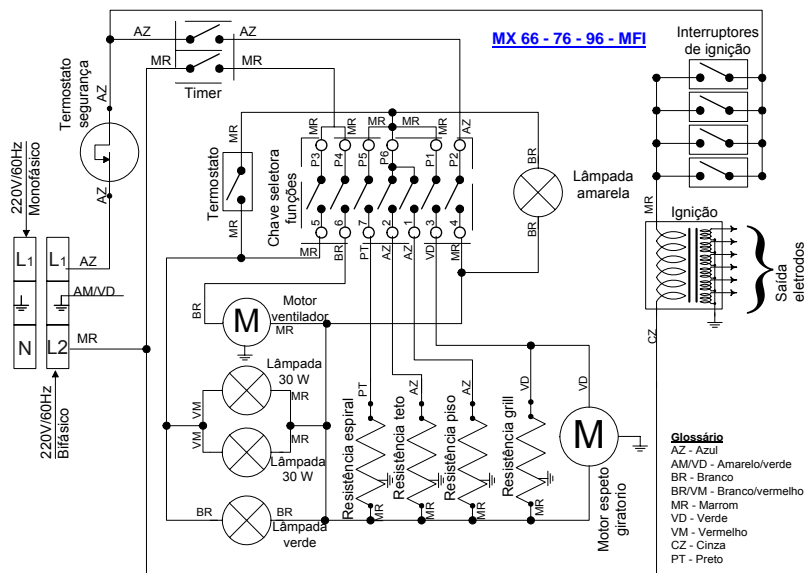 MX 66 - 76 - 96 - MFI
Interruptores
de ignição
AZ
AZ
AZ
MR
MR
MR
Timer
Termostato
segurança
AZ
AZ
220V/60Hz
Monofásico
L1
N
L1
L2
AZ
AM/VD
MR
220V/60Hz
Bifásico
Termostato
MR
MR
Chave seletora
funções
MR
MR
MR
MR
MR
MR
AZ
P3
P4
P5
P6
P1
P2
5
6
7
2
1
3
4
MR
BR
PT
AZ
AZ
VD
MR
BR
BR
Lâmpada
amarela
MR
Ignição
CZ
Saída
eletrodos
BR
M
Motor
ventilador
MR
Lâmpada
30 W
VM
VM
MR
MR
Lâmpada
30 W
BR
BR
Lâmpada
verde
PT
AZ
AZ
VD
VD
Resistência espiral
Resistência teto
Resistência piso
Resistência grill
MR
MR
MR
MR
M
Motor espeto
giratorio
Glossário
AZ - Azul
AM/VD - Amarelo/verde
BR - Branco
BR/VM - Branco/vermelho
MR - Marrom
VD - Verde
VM - Vermelho
CZ - Cinza
PT - Preto